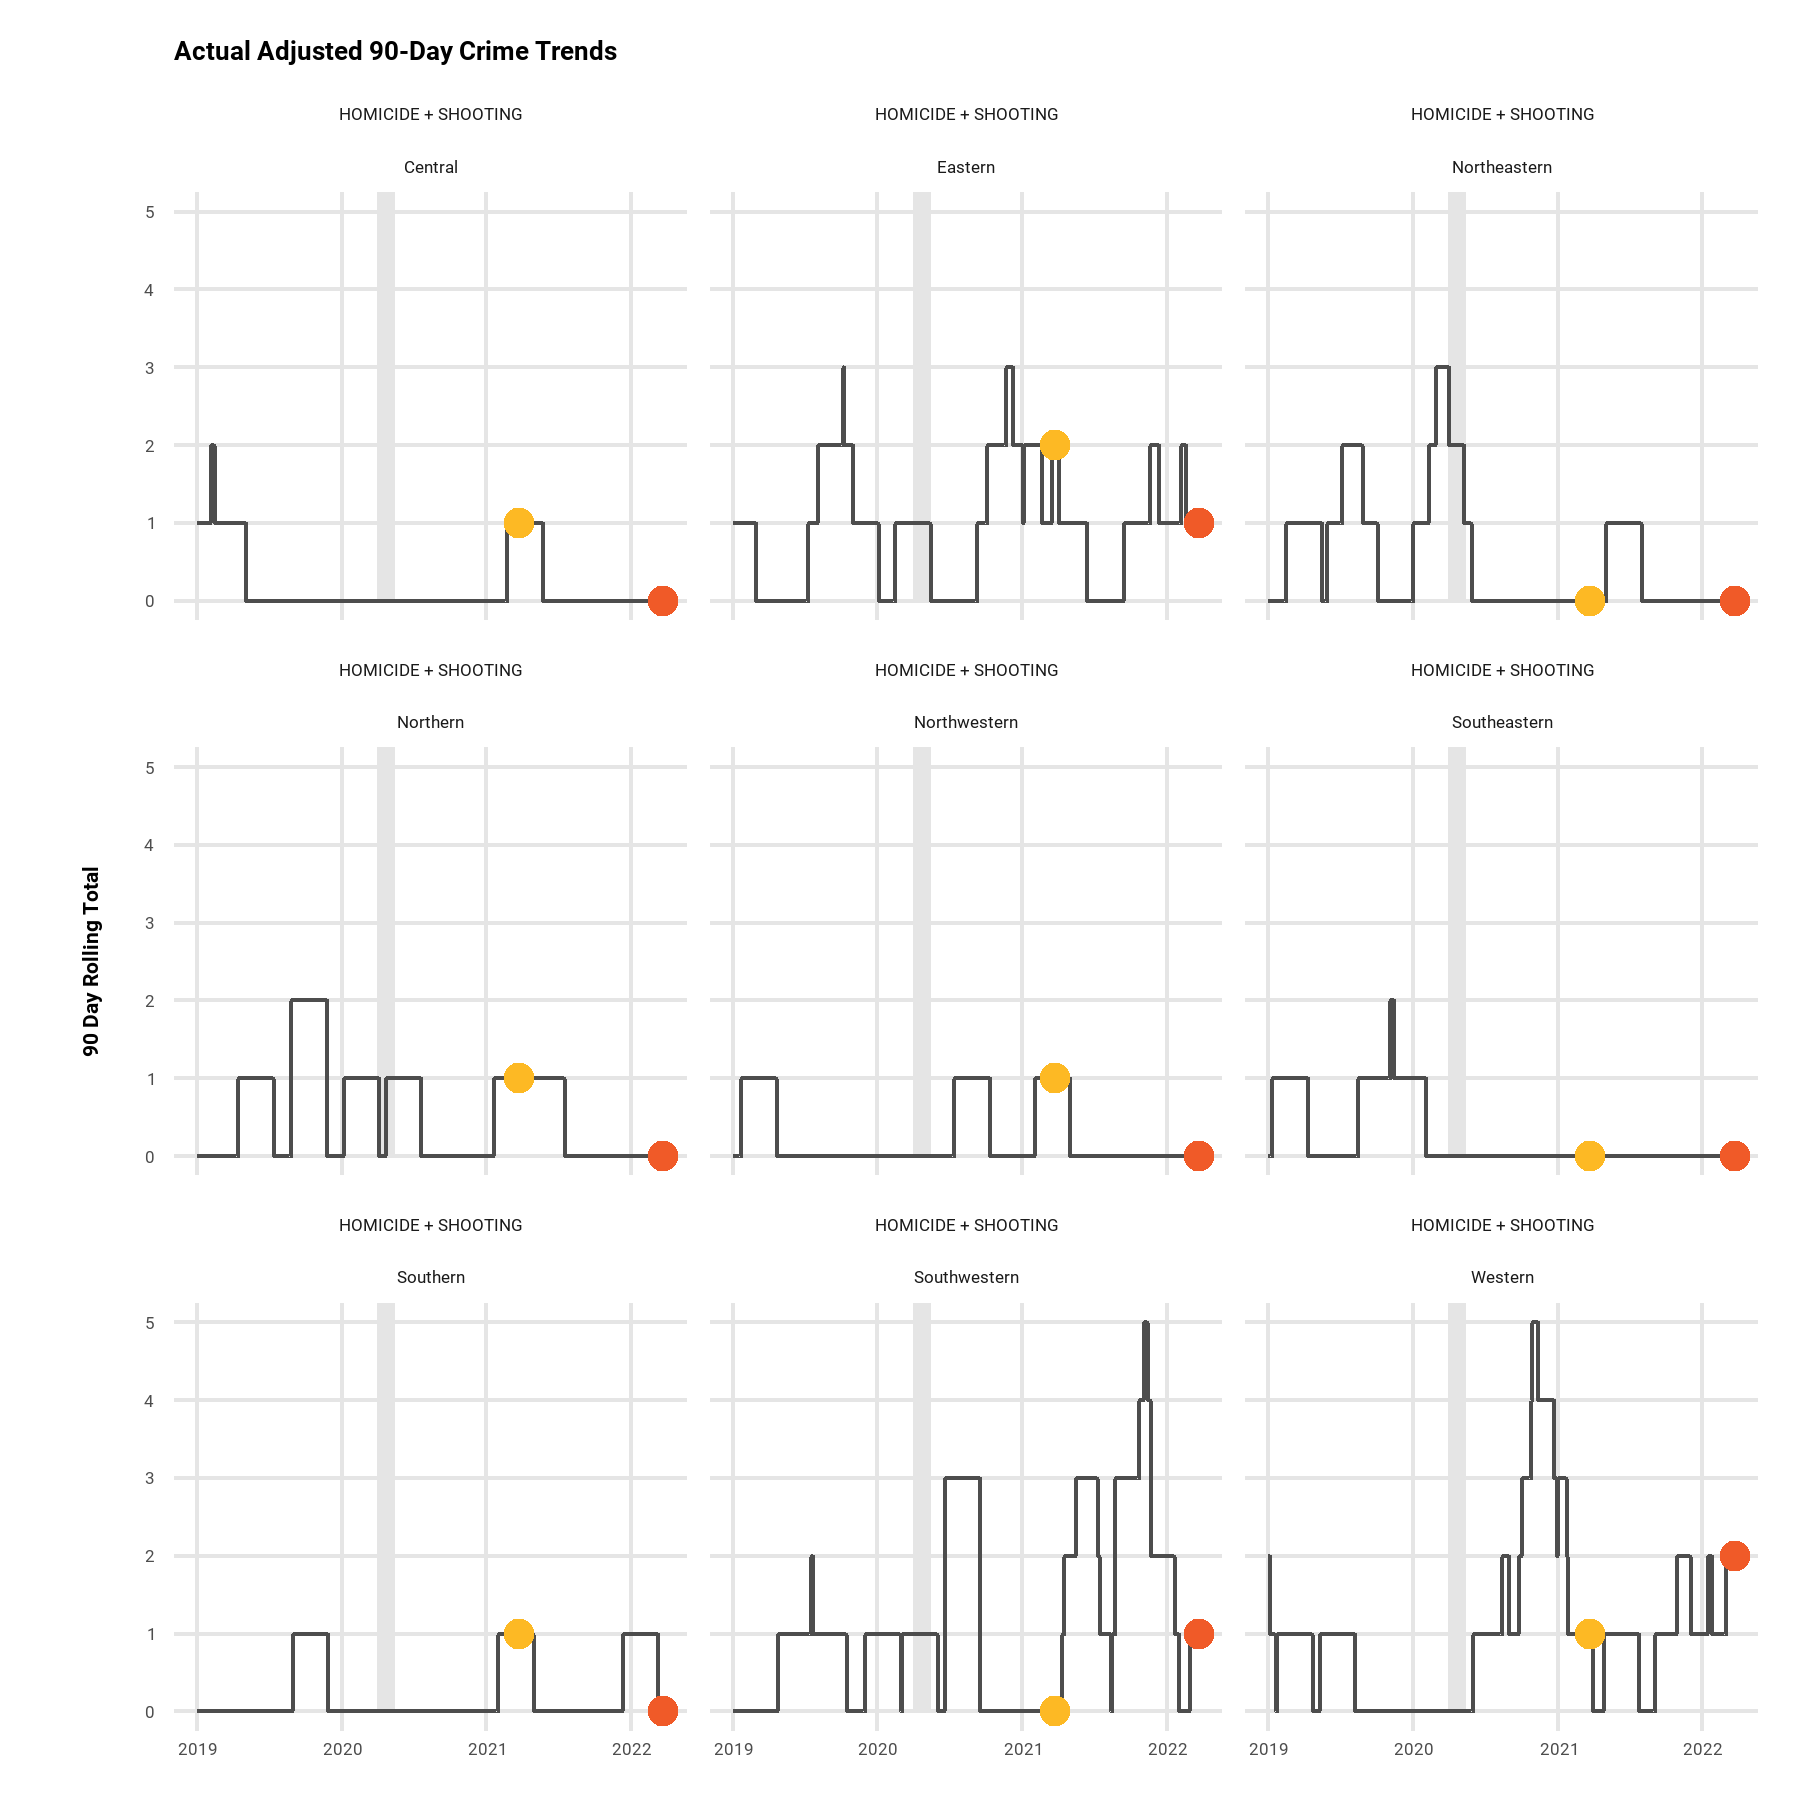 Actual Adjusted 90-Day Crime Trends
HOMICIDE + SHOOTING HOMICIDE + SHOOTING HOMICIDE + SHOOTING
Central Eastern Northeastern
5
4
3
2
1
0
HOMICIDE + SHOOTING HOMICIDE + SHOOTING HOMICIDE + SHOOTING
Northern Northwestern Southeastern
5
4
3
2
1
0
90 Day Rolling Total
HOMICIDE + SHOOTING HOMICIDE + SHOOTING HOMICIDE + SHOOTING
Southern Southwestern Western
5
4
3
2
1
0
2019 2020 2021 2022 2019 2020 2021 2022 2019 2020 2021 2022